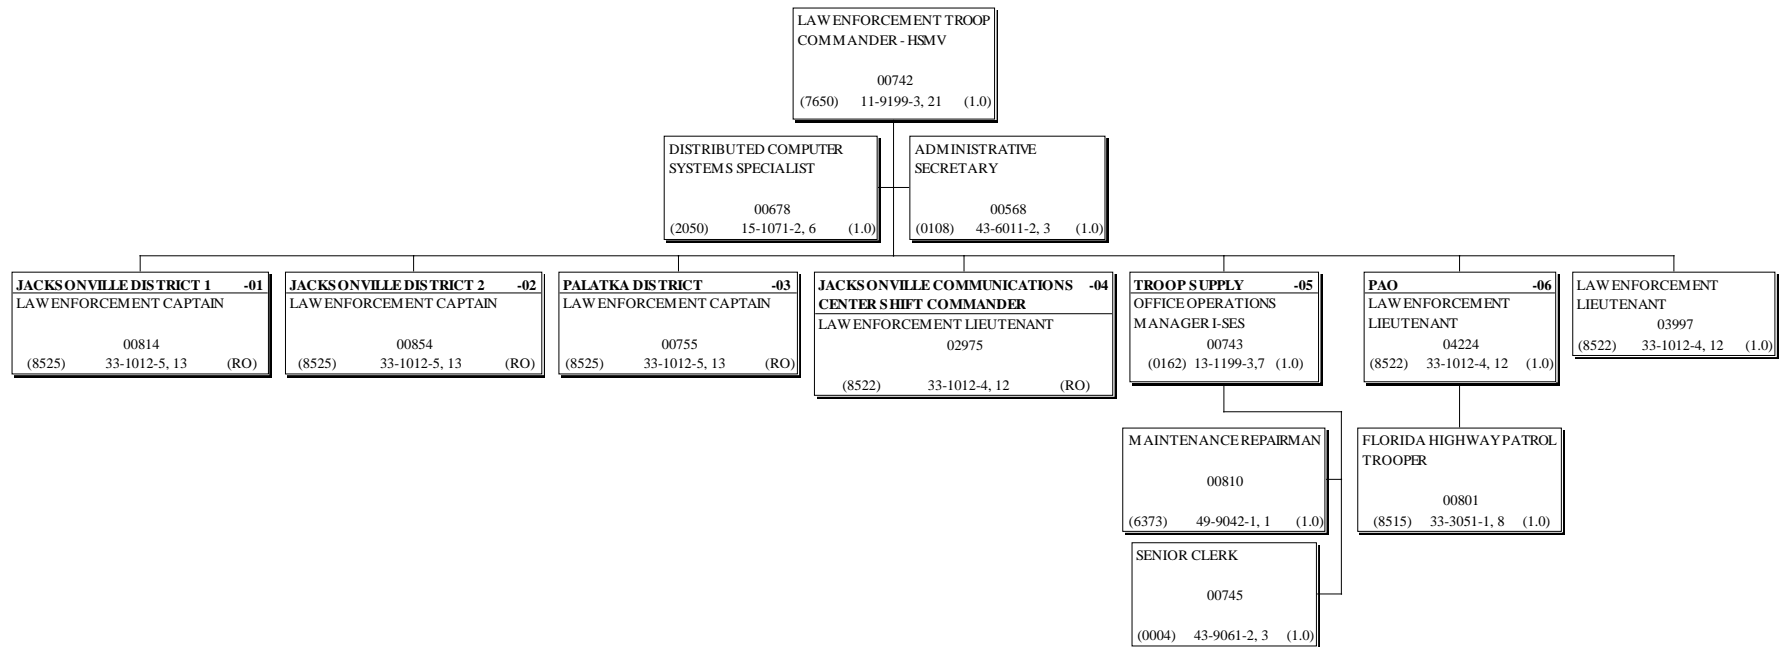 LAW ENFORCEMENT TROOP
COMMANDER - HSMV
00742
(7650) 11-9199-3, 21 (1.0)
DISTRIBUTED COMPUTER
SYSTEMS SPECIALIST
00678
(2050) 15-1071-2, 6 (1.0)
ADMINISTRATIVE
SECRETARY
00568
(0108) 43-6011-2, 3 (1.0)
JACKSONVILLE DISTRICT 1 -01
LAW ENFORCEMENT CAPTAIN
00814
(8525) 33-1012-5, 13 (RO)
JACKSONVILLE DISTRICT 2 -02
LAW ENFORCEMENT CAPTAIN
00854
(8525) 33-1012-5, 13 (RO)
PALATKA DISTRICT -03
LAW ENFORCEMENT CAPTAIN
00755
(8525) 33-1012-5, 13 (RO)
JACKSONVILLE COMMUNICATIONS -04
CENTER SHIFT COMMANDER
LAW ENFORCEMENT LIEUTENANT
02975
(8522) 33-1012-4, 12 (RO)
TROOP SUPPLY -05
OFFICE OPERATIONS
MANAGER I-SES
00743
(0162) 13-1199-3,7 (1.0)
PAO -06
LAW ENFORCEMENT
LIEUTENANT
04224
(8522) 33-1012-4, 12 (1.0)
LAW ENFORCEMENT
LIEUTENANT
03997
(8522) 33-1012-4, 12 (1.0)
MAINTENANCE REPAIRMAN
00810
(6373) 49-9042-1, 1 (1.0)
FLORIDA HIGHWAY PATROL
TROOPER
00801
(8515) 33-3051-1, 8 (1.0)
SENIOR CLERK
00745
(0004) 43-9061-2, 3 (1.0)